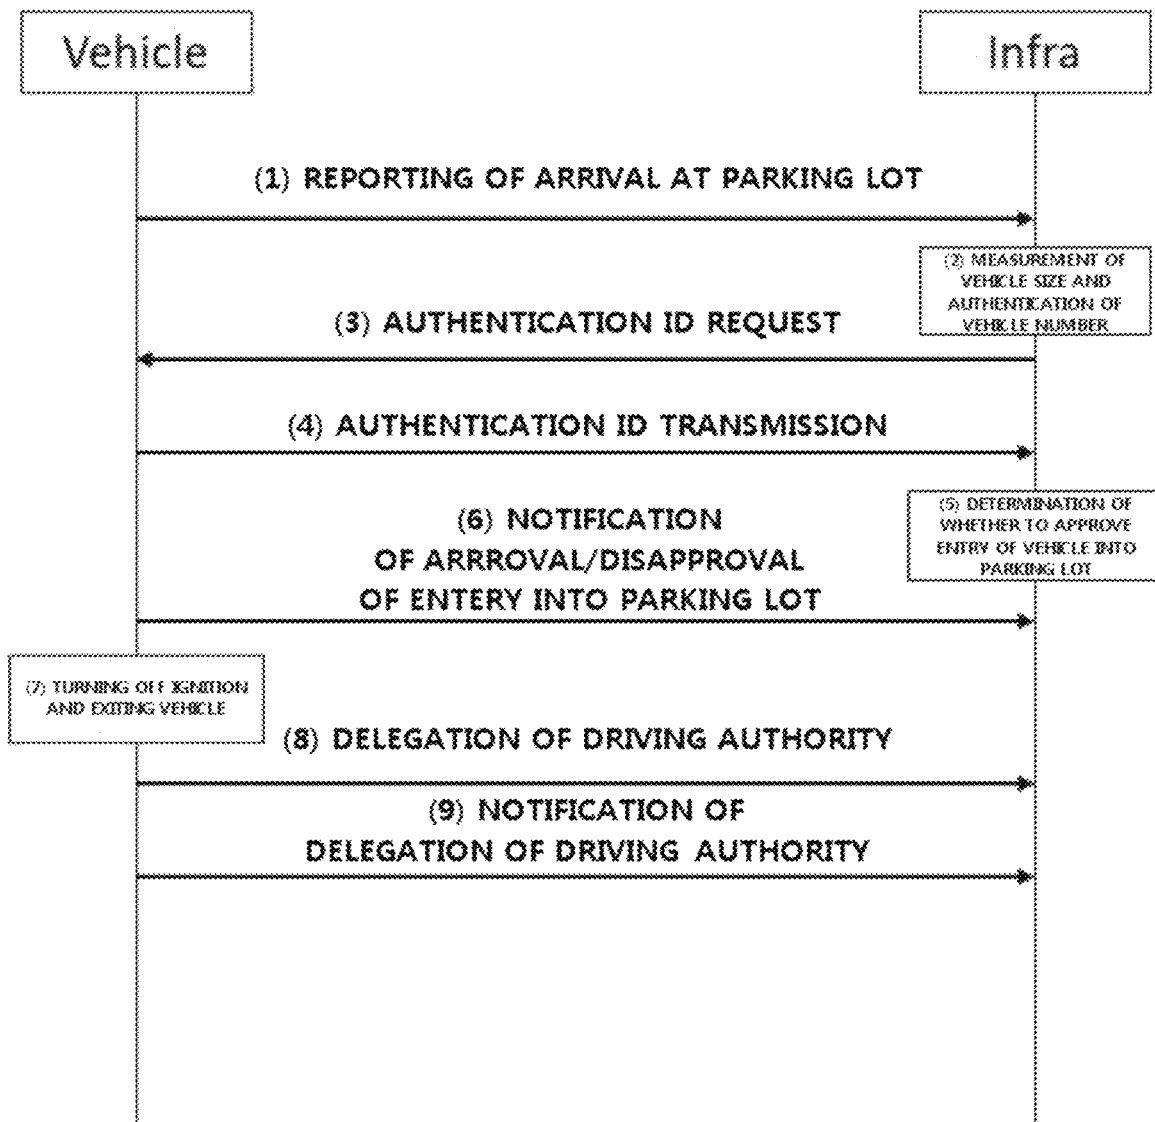 Vehicle
Infra
(1) REPORTING OF ARRIVAL AT PARKING LOT
(2) MEASUREMENT OF
VEHICLE SIZE AND
AUTHENTICATION OF
VEHICLE NUMBER
(3) AUTHENTICATION ID REQUEST
(4) AUTHENTICATION ID TRANSMISSION
(5) DETERMINATION OF
WHETHER TO APPROVE
ENTRY OF VEHICLE INTO
PARKING LOT
(6) NOTIFICATION
OF ARRROVAL/DISAPPROVAL
OF ENTERY INTO PARKING LOT
(7) TURNING OFF IGNITION
AND EXITING VEHICLE
(8) DELEGATION OF DRIVING AUTHORITY
(9) NOTIFICATION OF
DELEGATION OF DRIVING AUTHORITY